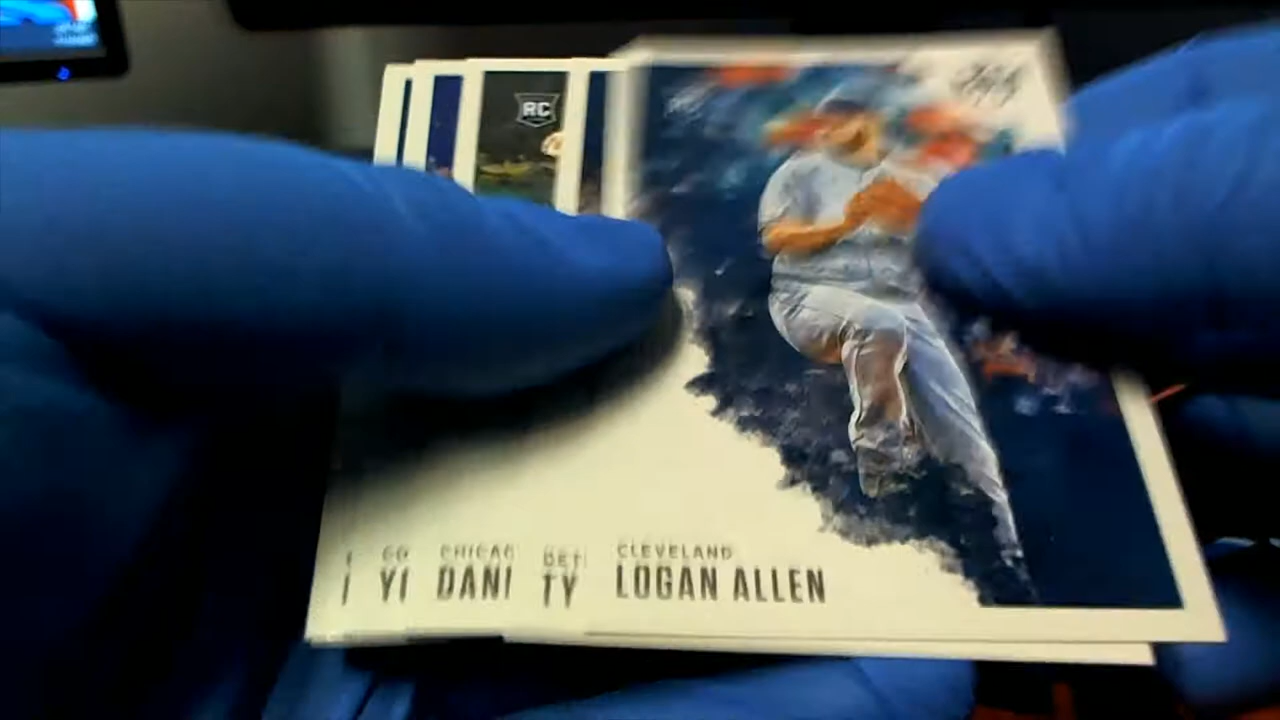 RC
CLEVELAND
LOGAN ALLEN
CHICAG
DANI
DET
TY
YI